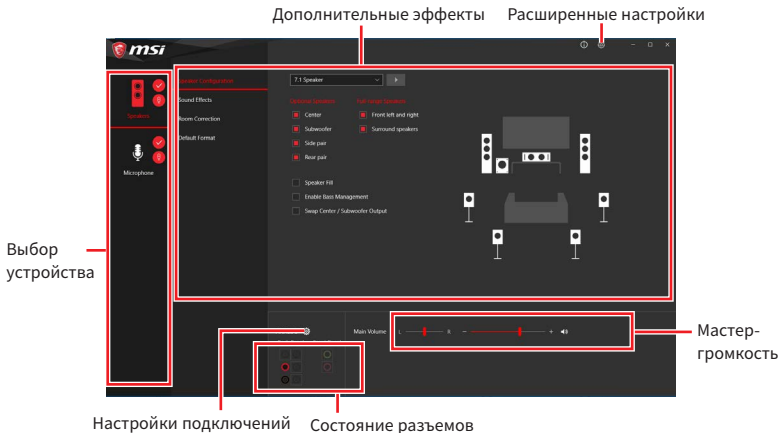 Дополнительные эффекты
Расширенные настройки
msi
Speaker Configuration
Sound Effects
Room Correction
Default Format
Speakers
Microphone
7.1 Speaker
Optional Speakers
Full-range Speakers
Center
Front left and right
Subwoofer
Surround speakers
Side pair
Rear pair
Speaker Fill
Enable Bass Management
Swap Center / Subwoofer Output
Выбор
устройства
Main Volume
L
R
Мастер-
громкость
Настройки подключений
Состояние разъемов